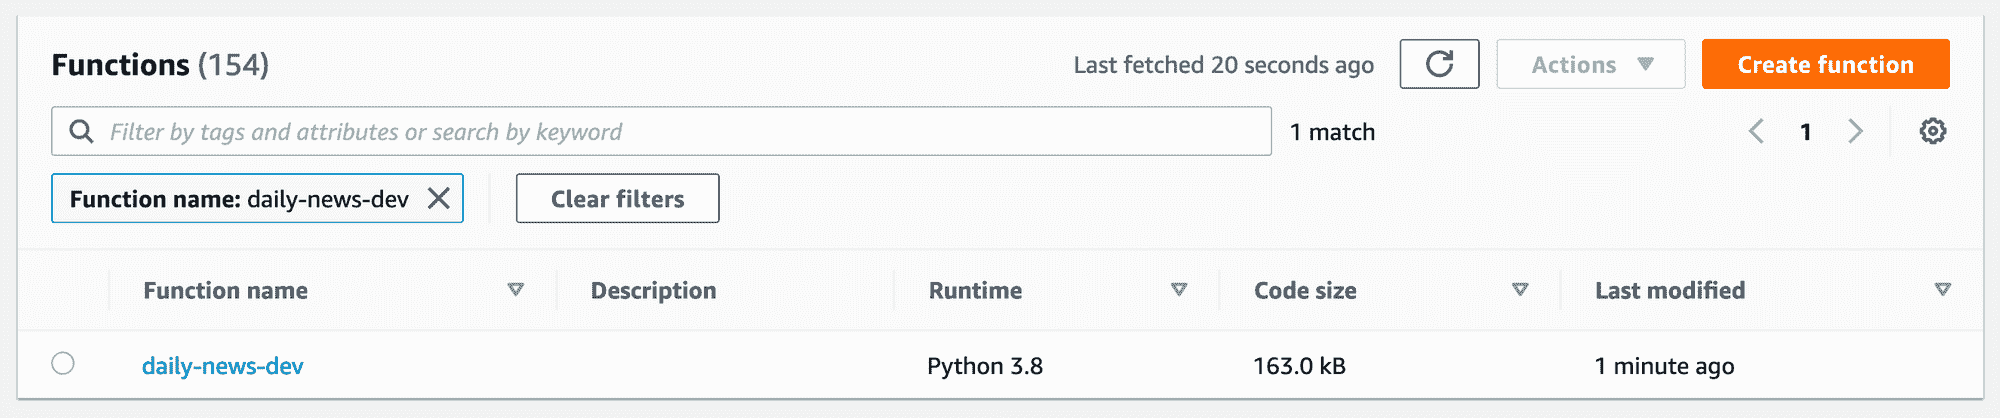 Functions (154) Last fetched 20 seconds ago Actions Create function
Filter by tags and attributes or search by keyword 1 match 1
Function name: daily-news-dev Clear filters
Function name Description Runtime Code size Last modified
daily-news-dev Python 3.8 163.0 kB 1 minute ago